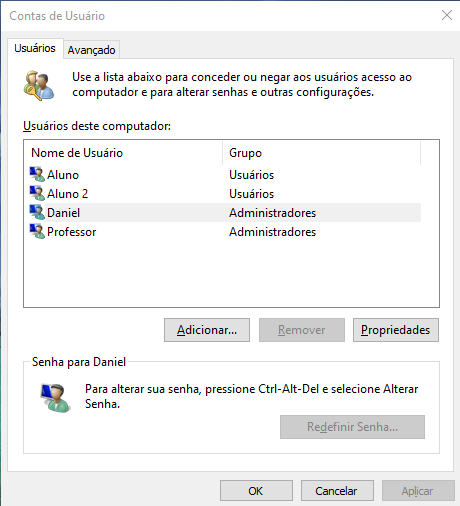 Contas de Usuário
Usuários Avançado
Use a lista abaixo para conceder ou negar aos usuários acesso ao
computador e para alterar senhas e outras configurações.
Usuários deste computador:
Nome de Usuário Grupo
Aluno Usuários
Aluno 2 Usuários
Daniel Administradores
Professor Administradores
Adicionar... Remover Propriedades
Senha para Daniel
Para alterar sua senha, pressione Ctrl-Alt-Del e selecione Alterar
Senha.
Redefinir Senha...
OK Cancelar Aplicar